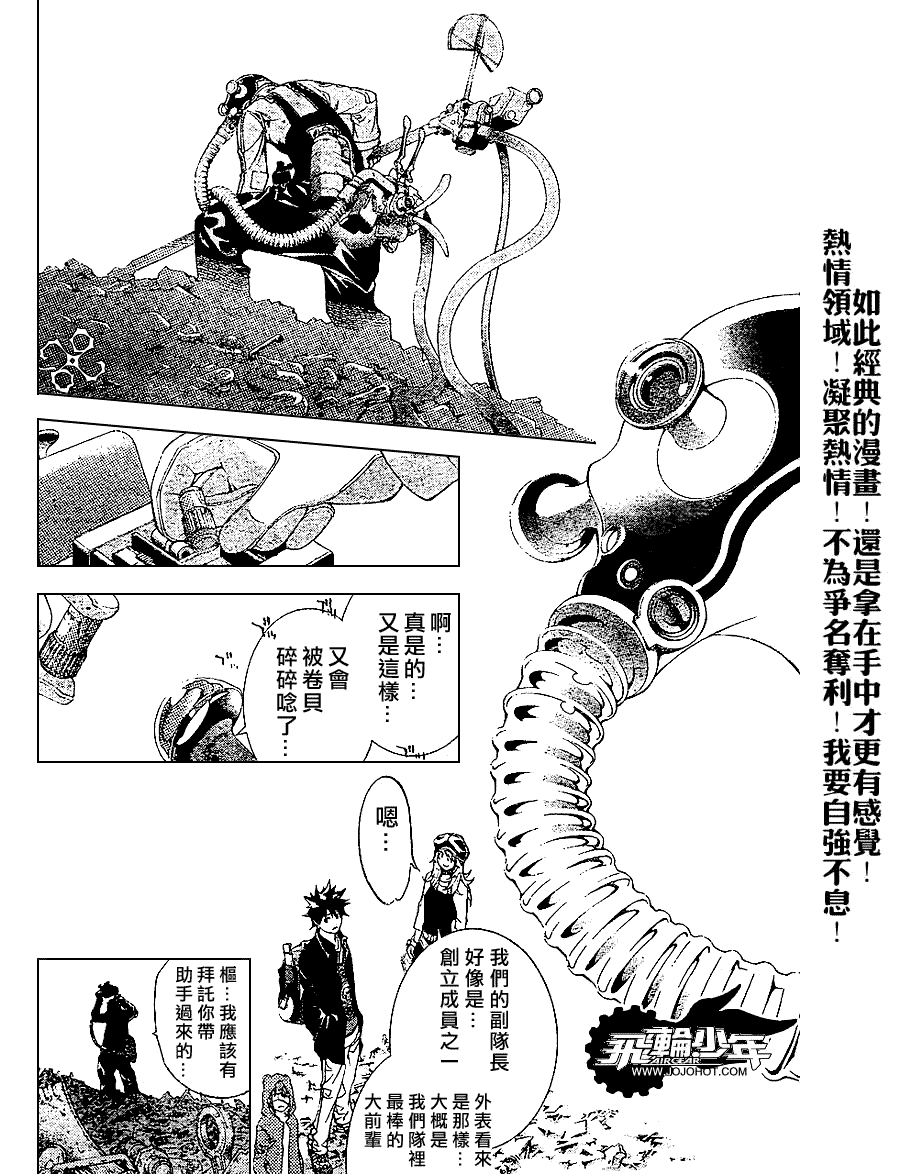 如此經典的漫畫！還是拿在手中才更有感覺！
熱情領域！凝聚熱情！不為爭名奪利！我要自強不息！
啊…
真是的…
又是這樣…
又會
被卷貝
碎碎唸了…
嗯…
我們的副隊長
好像是…
創立成員之一
外表看來
是那樣…
大概是
我們隊裡
最棒的
大前輩
樞…我應該有
拜託你帶
助手過來的…
飛輪少年
AIR GEAR
WWW.JOJOHOT.COM